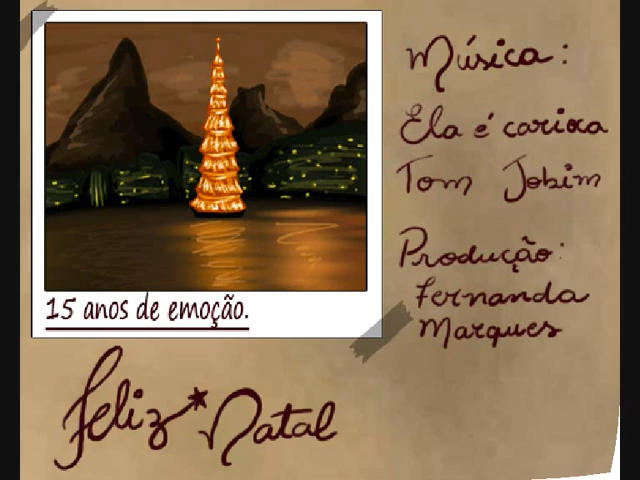 15 anos de emoção.
Música:
Ela é carioca
Tom Jobim
Produção:
Fernanda
Marques
Feliz Natal